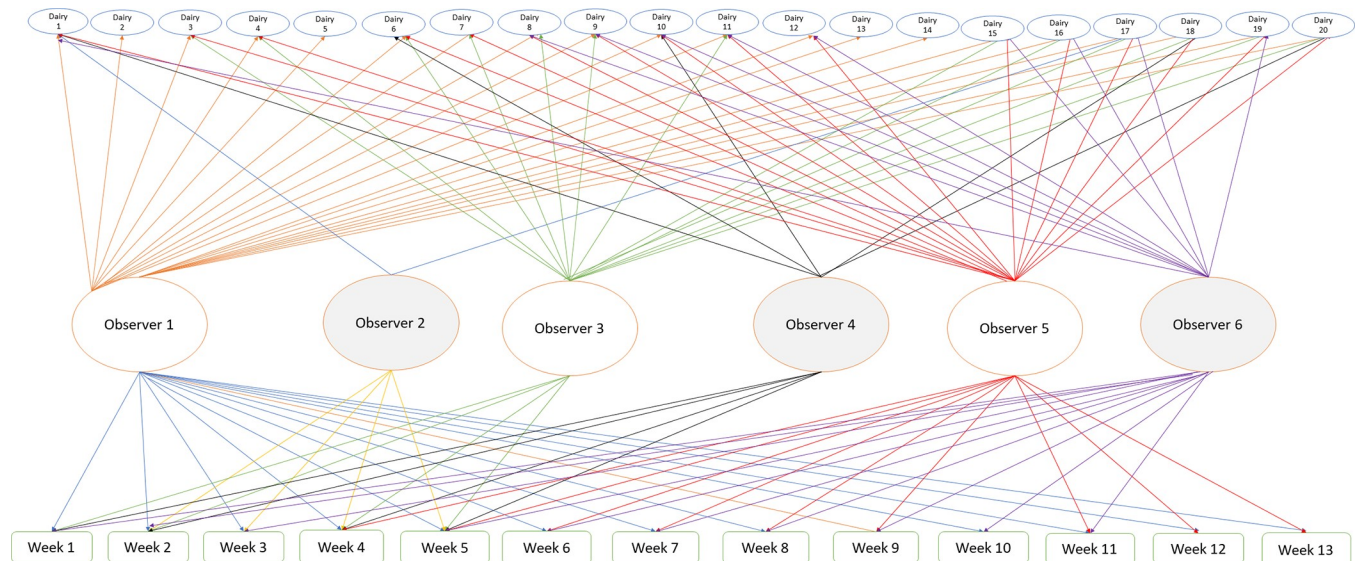 Dairy
1
Dairy
2
Dairy
3
Dairy
4
Dairy
5
Dairy
6
Dairy
7
Dairy
8
Dairy
9
Dairy
10
Dairy
11
Dairy
12
Dairy
13
Dairy
14
Dairy
15
Dairy
16
Dairy
17
Dairy
18
Dairy
19
Dairy
20
Observer 1
Observer 2
Observer 3
Observer 4
Observer 5
Observer 6
Week 1
Week 2
Week 3
Week 4
Week 5
Week 6
Week 7
Week 8
Week 9
Week 10
Week 11
Week 12
Week 13